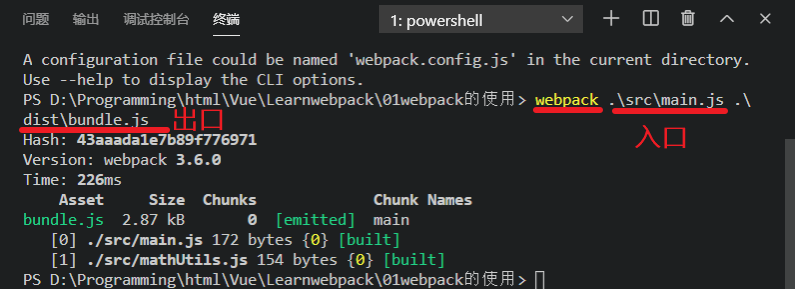 问题 输出 调试控制台 终端 1: powershell
A configuration file could be named 'webpack.config.js' in the current directory.
Use --help to display the CLI options.
PS D:\Programming\html\Vue\Learnwebpack\01webpack的使用> webpack .\src\main.js .\
dist\bundle.js 出口
入口
Hash: 43aaada1e7b89f776971
Version: webpack 3.6.0
Time: 226ms
Asset Size Chunks Chunk Names
bundle.js 2.87 kB 0 [emitted] main
[0] ./src/main.js 172 bytes {0} [built]
[1] ./src/mathUtils.js 154 bytes {0} [built]
PS D:\Programming\html\Vue\Learnwebpack\01webpack的使用>